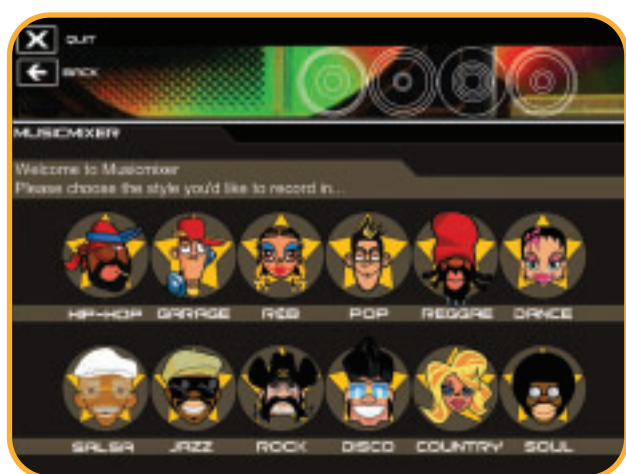 QUIT
BACK
MUSICMIXER
Welcome to Musicmixer
Please choose the style you'd like to record in...
HIP-HOP GARAGE R&B POP REGGAE DANCE
SALSA JAZZ ROCK DISCO COUNTRY SOUL